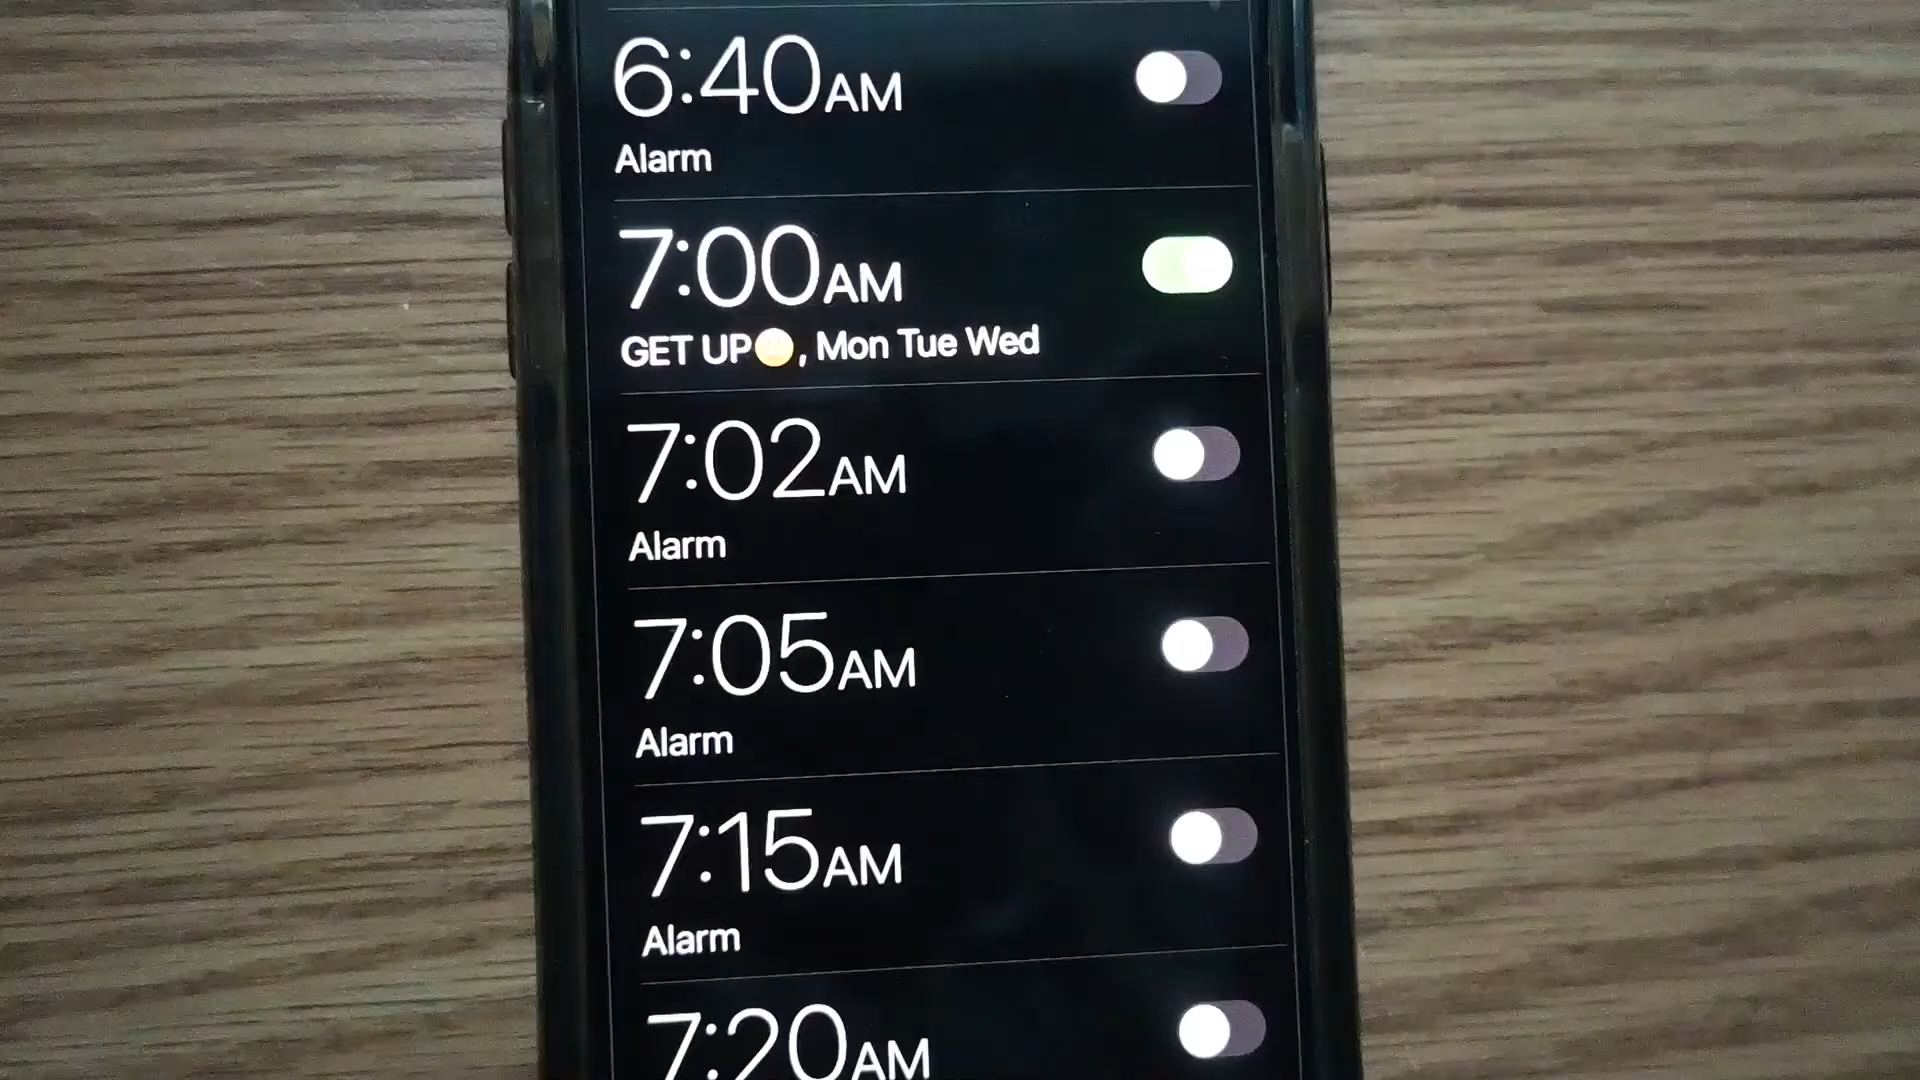 6:40AM
Alarm
7:00AM
GET UP😀, Mon Tue Wed
7:02AM
Alarm
7:05AM
Alarm
7:15AM
Alarm
7:20AM